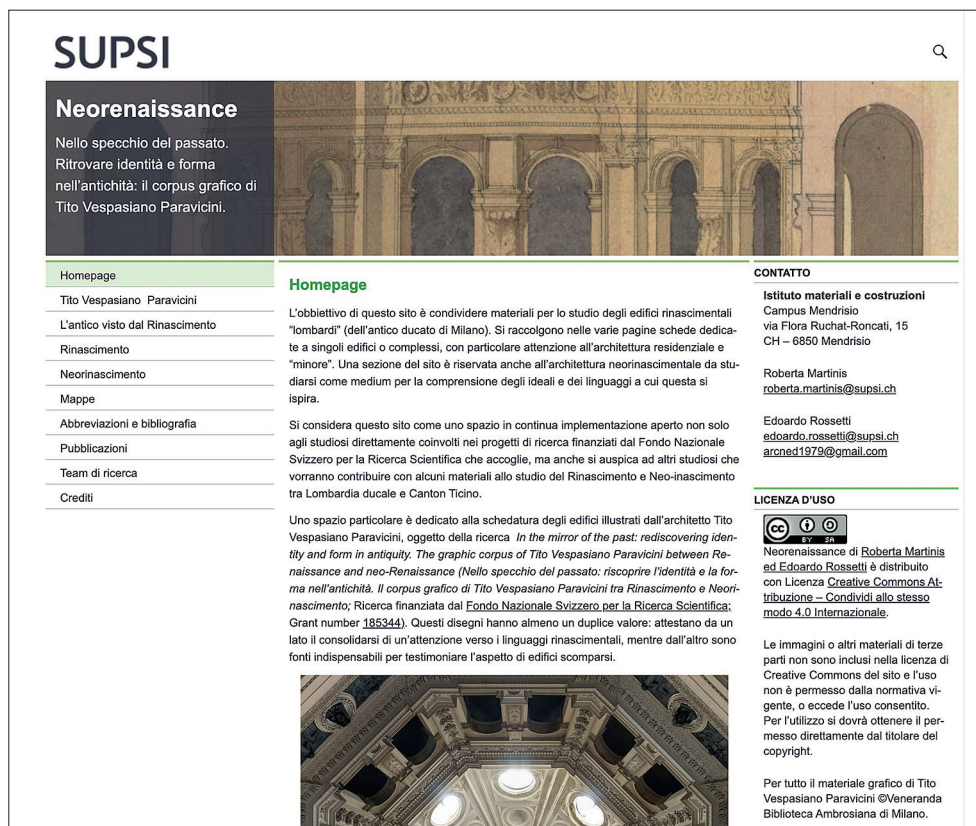 SUPSI
Neorenaissance
Nello specchio del passato.
Ritrovare identità e forma
nell'antichità: il corpus grafico di
Tito Vespasiano Paravicini.
Homepage
Tito Vespasiano Paravicini
L'antico visto dal Rinascimento
Rinascimento
Neorinascimento
Mappe
Abbreviazioni e bibliografia
Pubblicazioni
Team di ricerca
Crediti
Homepage
L'obbiettivo di questo sito è condividere materiali per lo studio degli edifici rinascimentali
"lombardi" (dell'antico ducato di Milano). Si raccolgono nelle varie pagine schede dedica-
te a singoli edifici o complessi, con particolare attenzione all'architettura residenziale e
"minore". Una sezione del sito è riservata anche all'architettura neorinascimentale da stu-
diarsi come medium per la comprensione degli ideali e dei linguaggi a cui questa si
ispira.
Si considera questo sito come uno spazio in continua implementazione aperto non solo
agli studiosi direttamente coinvolti nei progetti di ricerca finanziati dal Fondo Nazionale
Svizzero per la Ricerca Scientifica che accoglie, ma anche si auspica ad altri studiosi che
vorranno contribuire con alcuni materiali allo studio del Rinascimento e Neo-inascimento
tra Lombardia ducale e Canton Ticino.
Uno spazio particolare è dedicato alla schedatura degli edifici illustrati dall'architetto Tito
Vespasiano Paravicini, oggetto della ricerca In the mirror of the past: rediscovering iden-
tity and form in antiquity. The graphic corpus of Tito Vespasiano Paravicini between Re-
naissance and neo-Renaissance (Nello specchio del passato: riscoprire l'identità e la for-
ma nell'antichità. Il corpus grafico di Tito Vespasiano Paravicini tra Rinascimento e Neori-
nascimento; Ricerca finanziata dal Fondo Nazionale Svizzero per la Ricerca Scientifica;
Grant number 185344). Questi disegni hanno almeno un duplice valore: attestano da un
lato il consolidarsi di un'attenzione verso i linguaggi rinascimentali, mentre dall'altro sono
fonti indispensabili per testimoniare l'aspetto di edifici scomparsi.
CONTATTO
Istituto materiali e costruzioni
Campus Mendrisio
via Flora Ruchat-Roncati, 15
CH – 6850 Mendrisio
Roberta Martinis
roberta.martinis@supsi.ch
Edoardo Rossetti
edoardo.rossetti@supsi.ch
arcned1979@gmail.com
LICENZA D'USO
cc BY SA
Neorenaissance di Roberta Martinis
ed Edoardo Rossetti è distribuito
con Licenza Creative Commons At-
tribuzione – Condividi allo stesso
modo 4.0 Internazionale.
Le immagini o altri materiali di terze
parti non sono inclusi nella licenza di
Creative Commons del sito e l'uso
non è permesso dalla normativa vi-
gente, o eccede l'uso consentito.
Per l'utilizzo si dovrà ottenere il per-
messo direttamente dal titolare del
copyright.
Per tutto il materiale grafico di Tito
Vespasiano Paravicini ©Veneranda
Biblioteca Ambrosiana di Milano.